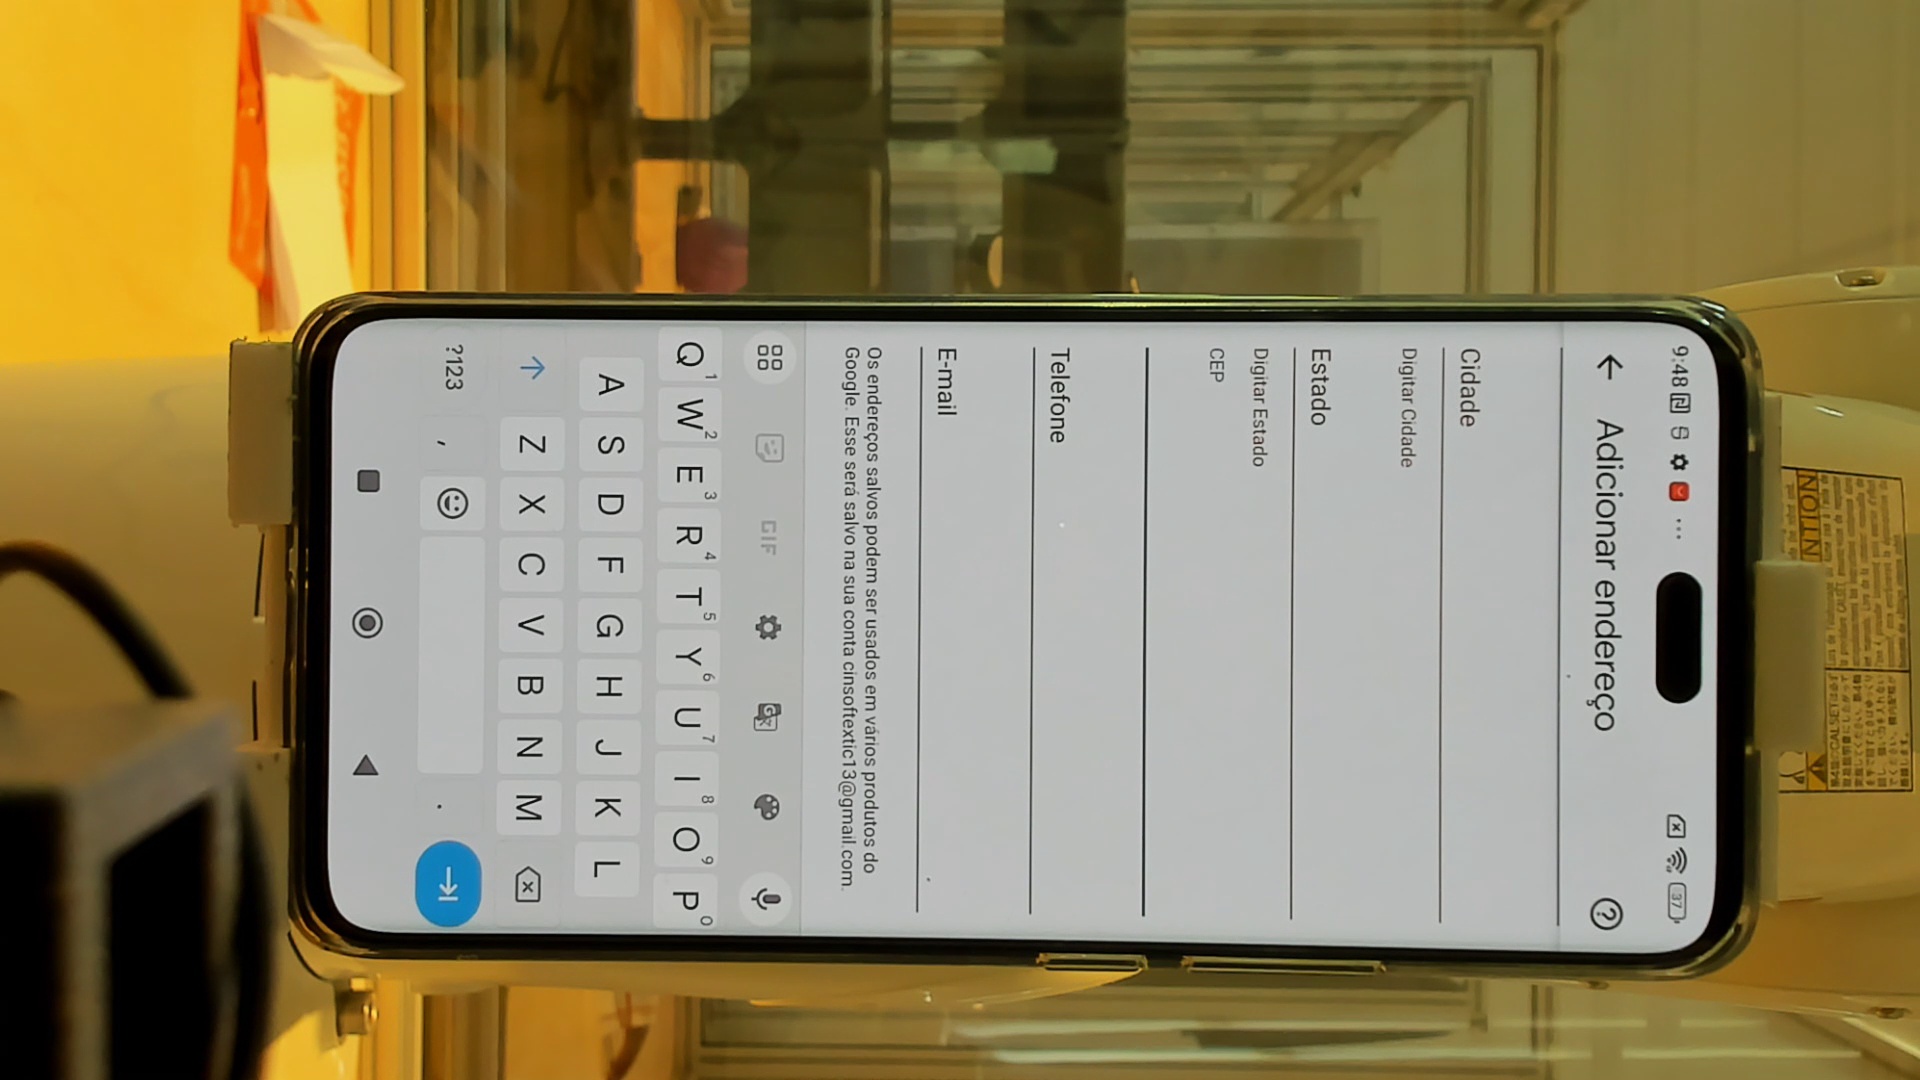 9:48
37
Adicionar endereço
Cidade
Digitar Cidade
Estado
Digitar Estado
CEP
Telefone
E-mail
Os endereços salvos podem ser usados em vários produtos do
Google. Esse será salvo na sua conta cinsoftextic13@gmail.com.
GIF
Q 1 W 2 E 3 R 4 T 5 Y 6 U 7 I 8 O 9 P 0
A S D F G H J K L
Z X C V B N M
?123 , .